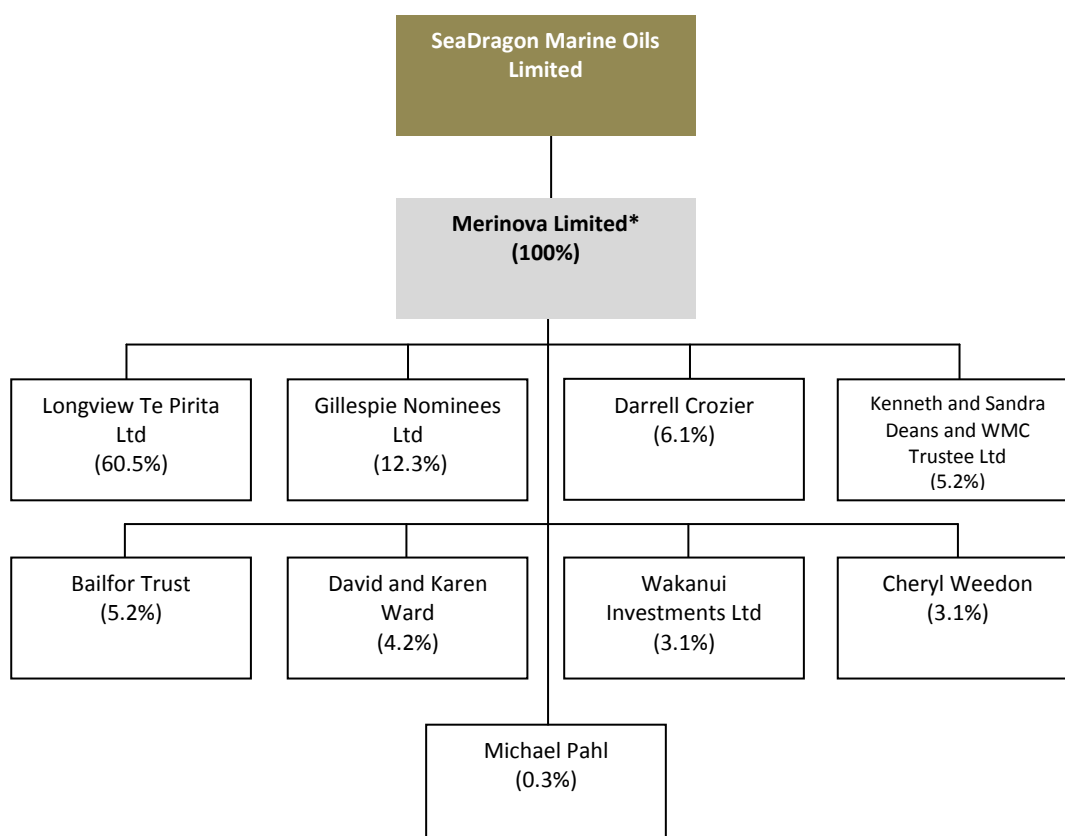 SeaDragon Marine Oils
Limited
Merinova Limited*
(100%)
Longview Te Pirita
Ltd
(60.5%)
Gillespie Nominees
Ltd
(12.3%)
Darrell Crozier
(6.1%)
Kenneth and Sandra
Deans and WMC
Trustee Ltd
(5.2%)
Bailfor Trust
(5.2%)
David and Karen
Ward
(4.2%)
Wakanui
Investments Ltd
(3.1%)
Cheryl Weedon
(3.1%)
Michael Pahl
(0.3%)